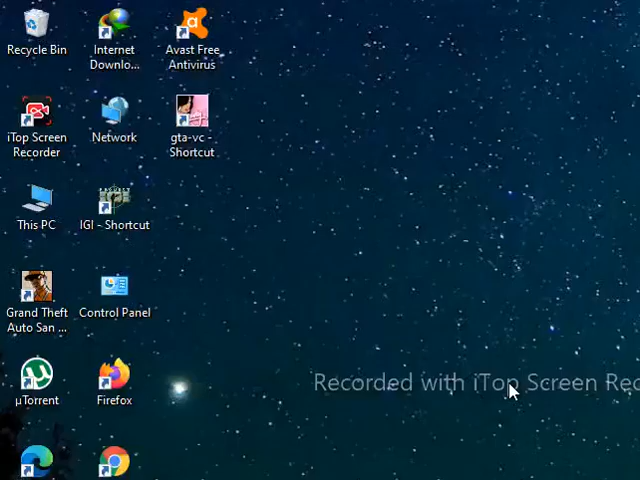 Recycle Bin
Internet
Downlo...
Avast Free
Antivirus
iTop Screen
Recorder
Network
gta-vc -
Shortcut
This PC
IGI - Shortcut
Grand Theft
Auto San ...
Control Panel
µTorrent
Firefox
Recorded with iTop Screen Rec